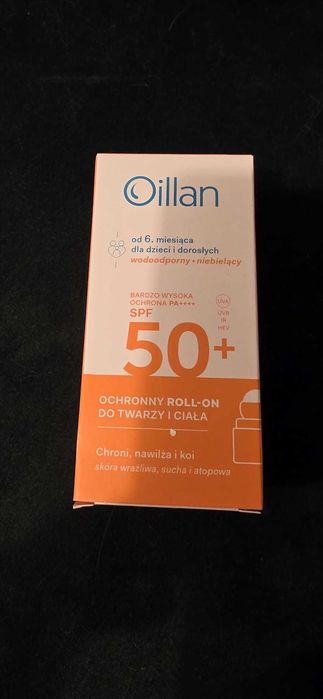 Oillan
od 6. miesiąca
dla dzieci i dorosłych
wodoodporny • niebielący
BARDZO WYSOKA
OCHRONA PA++++
SPF
50+
UVA
UVB
IR
HEV
OCHRONNY ROLL-ON
DO TWARZY I CIAŁA
Chroni, nawilża i koi
skóra wrażliwa, sucha i atopowa